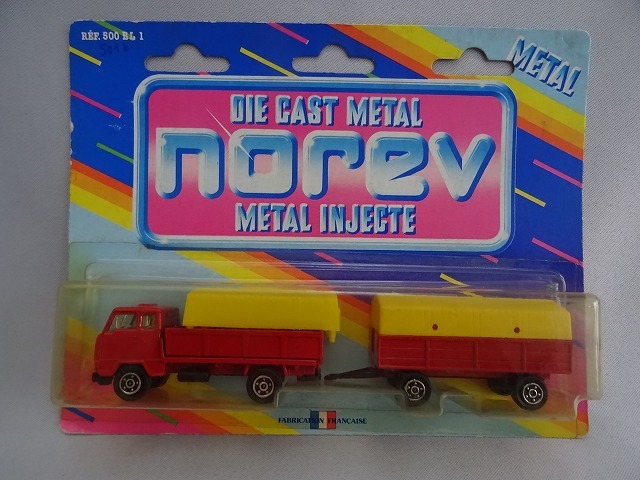 RÉF. 500 BL 1
METAL
DIE CAST METAL
norev
METAL INJECTE
FABRICATION FRANÇAISE